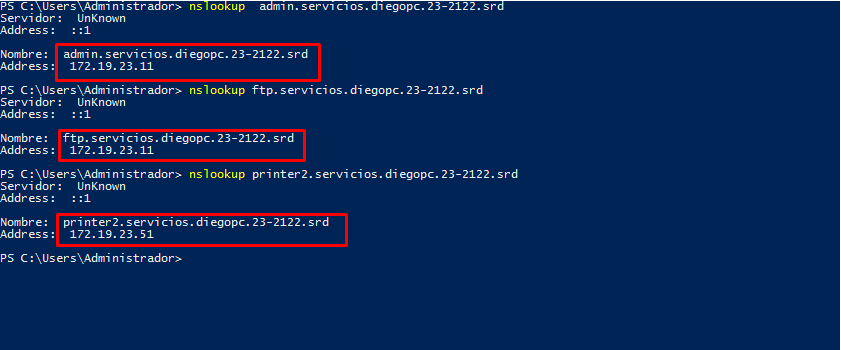 PS C:\Users\Administrador> nslookup  admin.servicios.diegopc.23-2122.srd
Servidor:  UnKnown
Address:  ::1
Nombre:  admin.servicios.diegopc.23-2122.srd
Address:  172.19.23.11
PS C:\Users\Administrador> nslookup ftp.servicios.diegopc.23-2122.srd
Servidor:  UnKnown
Address:  ::1
Nombre:  ftp.servicios.diegopc.23-2122.srd
Address:  172.19.23.11
PS C:\Users\Administrador> nslookup printer2.servicios.diegopc.23-2122.srd
Servidor:  UnKnown
Address:  ::1
Nombre:  printer2.servicios.diegopc.23-2122.srd
Address:  172.19.23.51
PS C:\Users\Administrador>